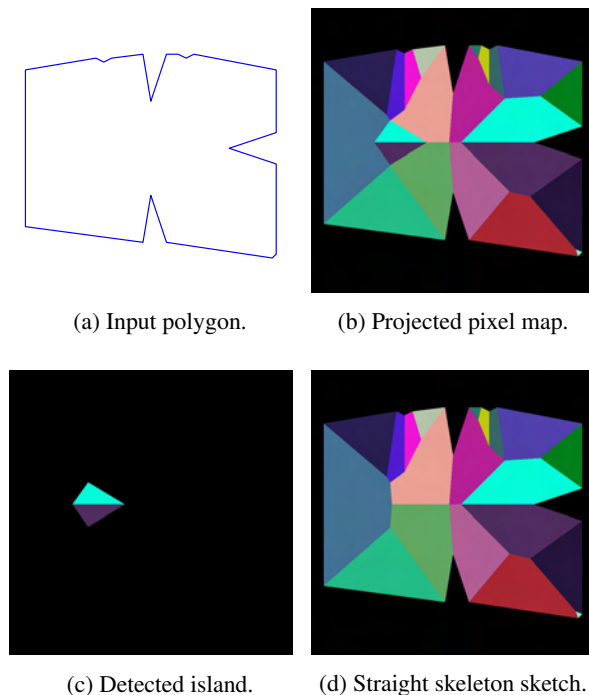 (a) Input polygon.
(b) Projected pixel map.
(c) Detected island.
(d) Straight skeleton sketch.